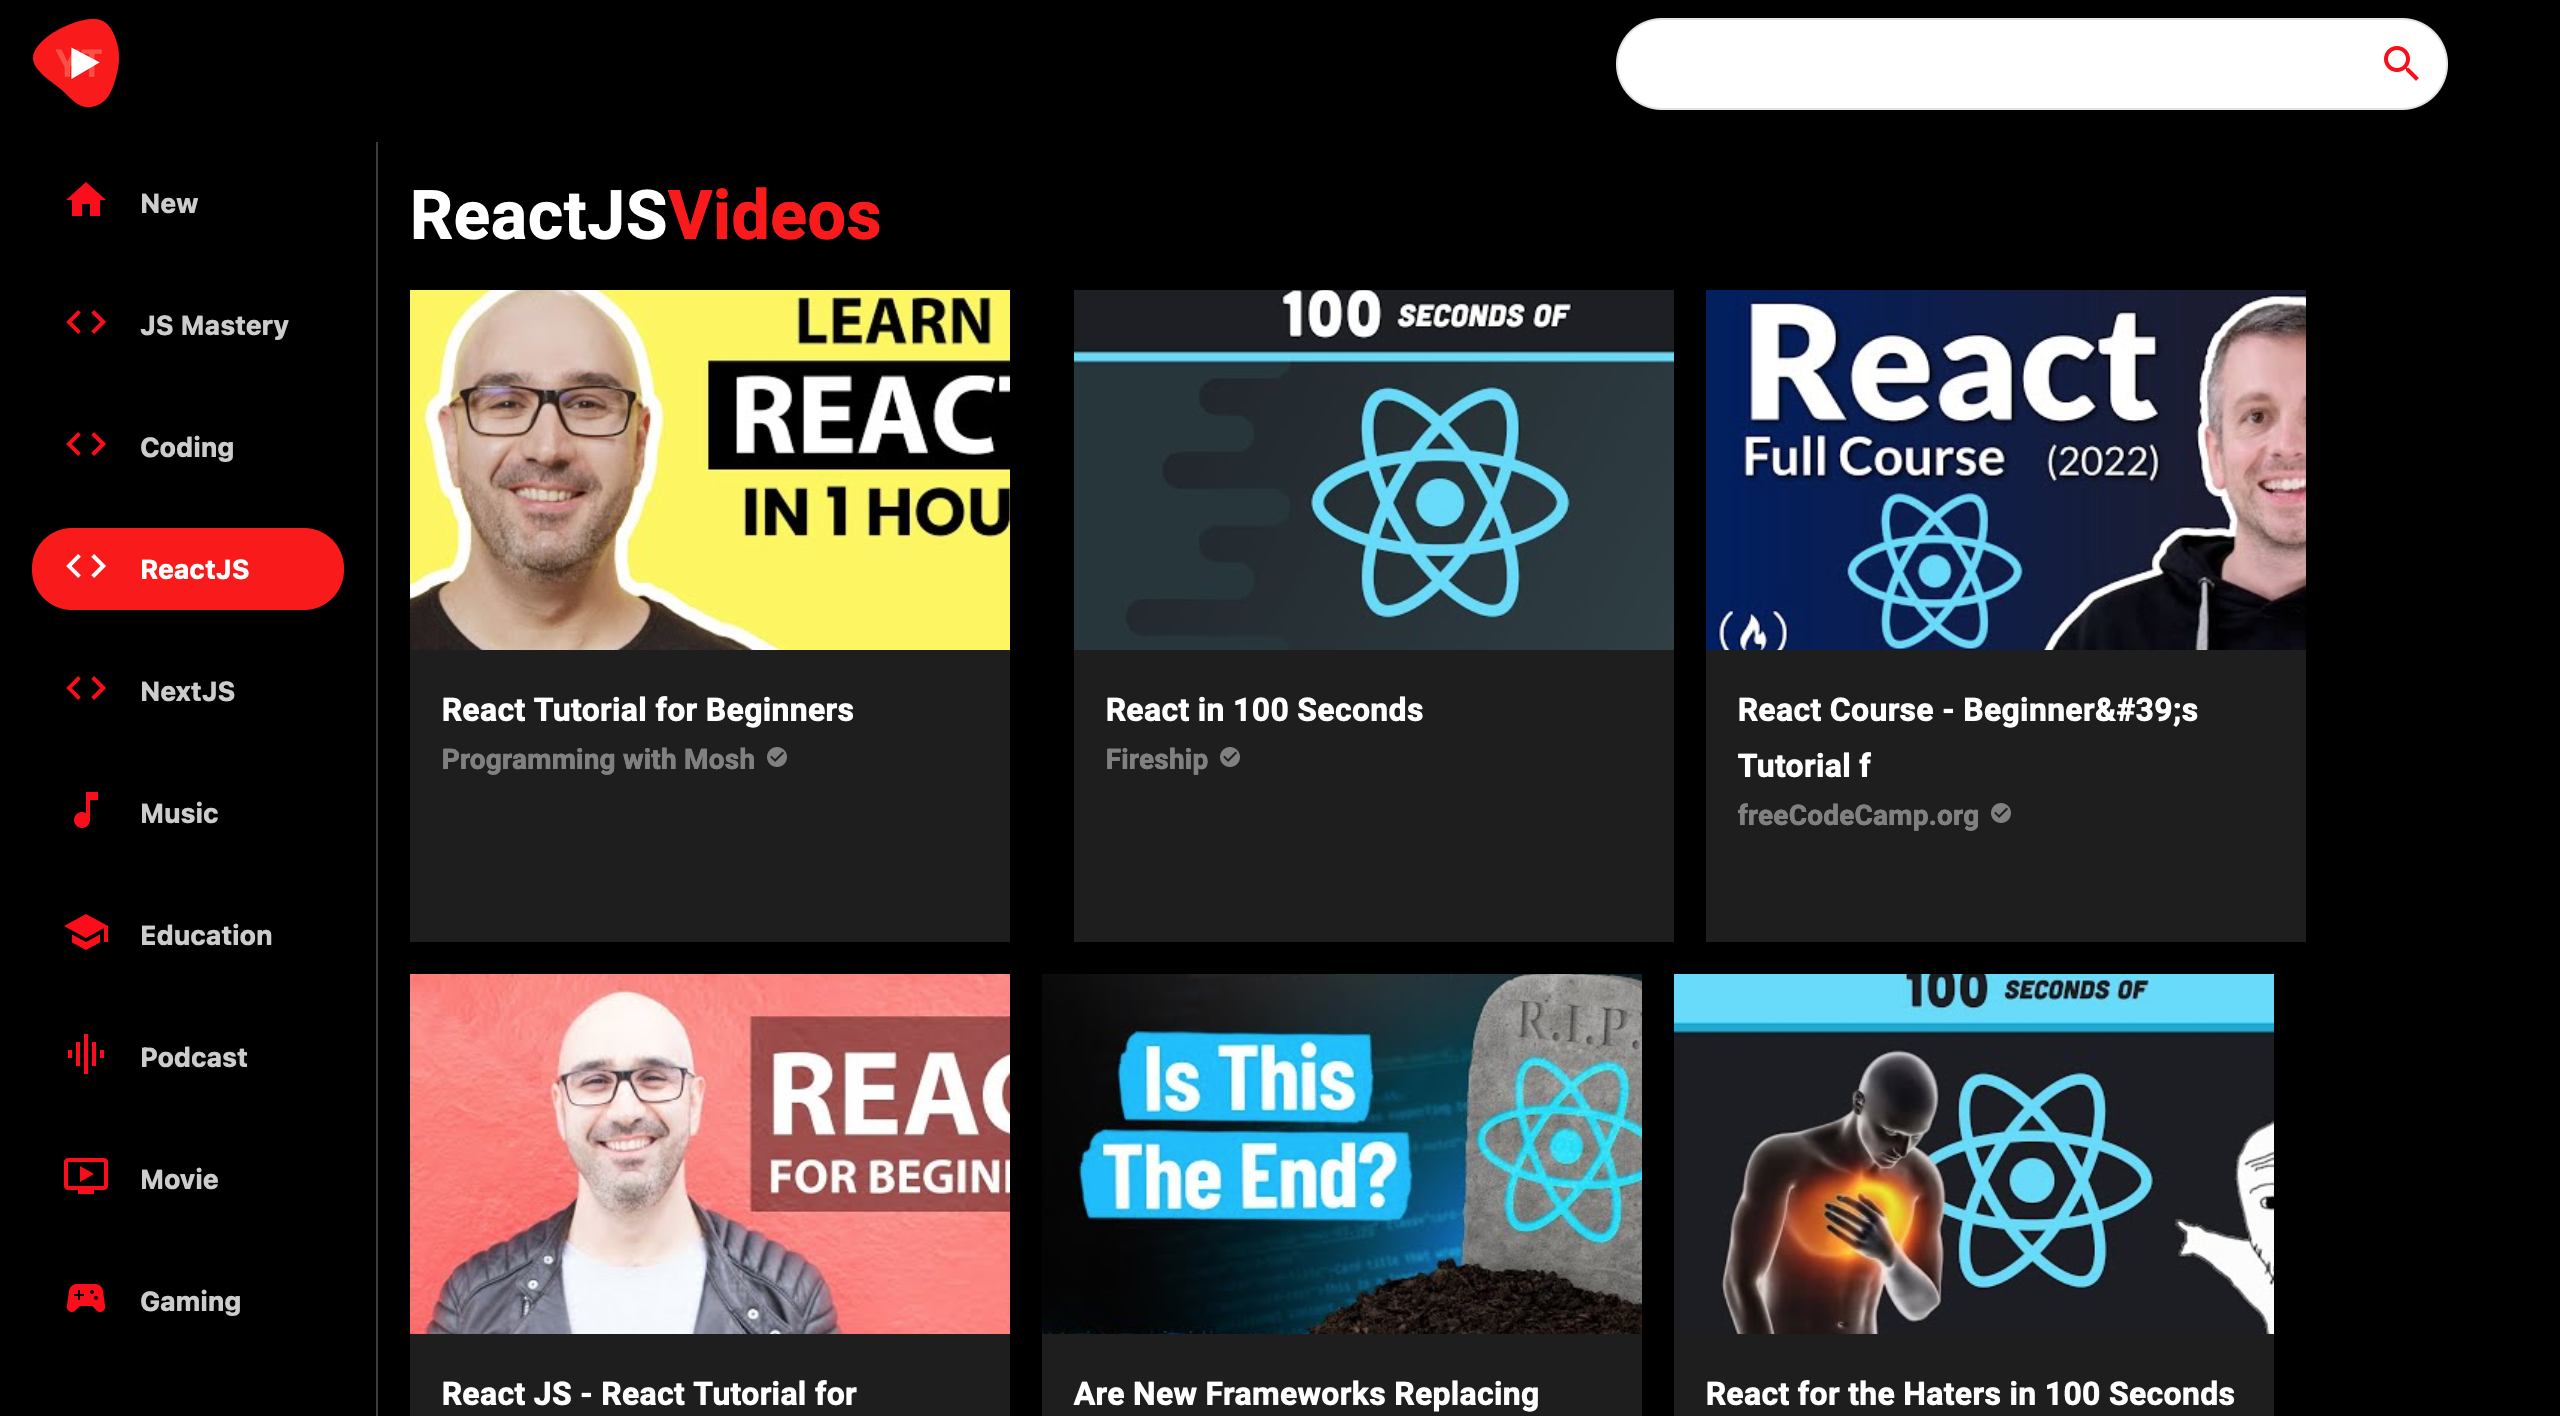 YT
New
JS Mastery
Coding
ReactJS
NextJS
Music
Education
Podcast
Movie
Gaming
ReactJSVideos
LEARN
REACT
IN 1 HOU
React Tutorial for Beginners
Programming with Mosh
100 SECONDS OF
React in 100 Seconds
Fireship
React
Full Course (2022)
React Course - Beginner&#39;s
Tutorial f
freeCodeCamp.org
REAC
FOR BEGIN
React JS - React Tutorial for
R.I.P.
Is This
The End?
Are New Frameworks Replacing
100 SECONDS OF
React for the Haters in 100 Seconds